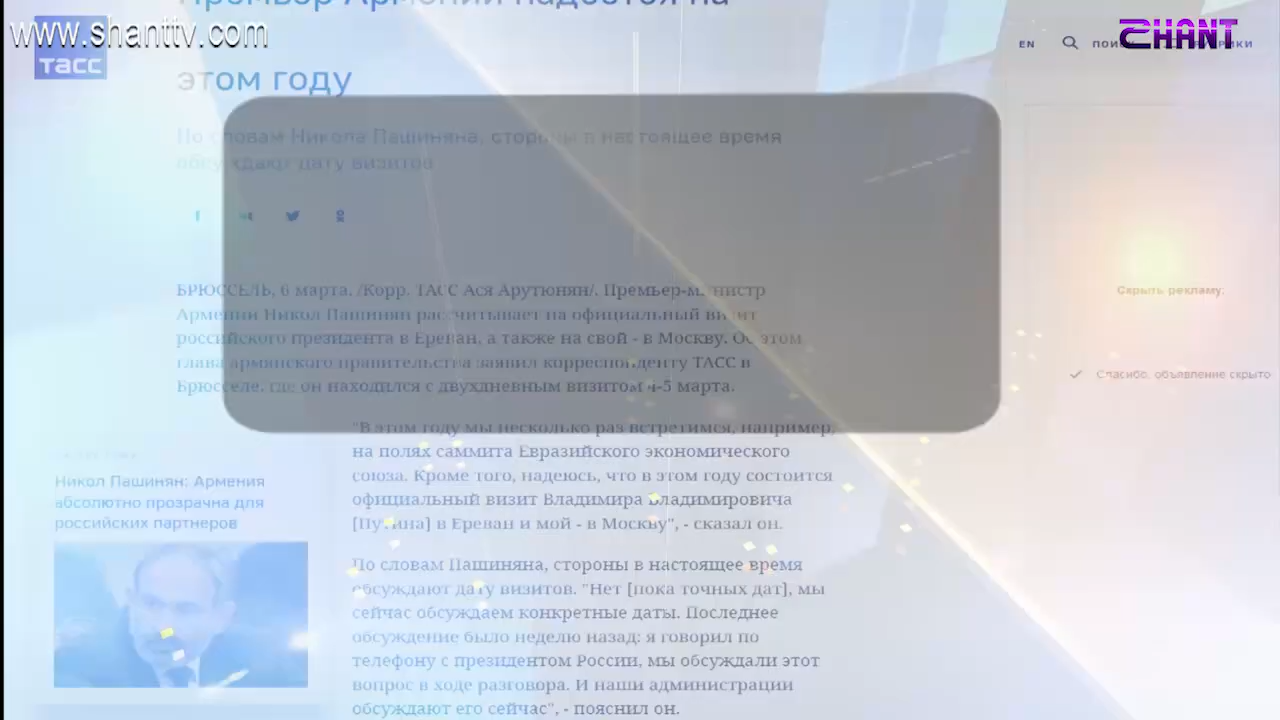 Премьер Армении надеется на
www.shanttv.com
SHANT
EN
тасс
этом году
По словам Никола Пашиняна, стороны в настоящее время
обсуждают дату визитов
БРЮССЕЛЬ, 6 марта. /Корр. ТАСС Ася Арутюнян/. Премьер-министр
Армении Никол Пашинян рассчитывает на официальный визит
российского президента в Ереван, а также на свой - в Москву. Об этом
глава армянского правительства заявил корреспонденту ТАСС в
Брюсселе, где он находился с двухдневным визитом 4-5 марта.
Скрыть рекламу:
Спасибо, объявление скрыто
"В этом году мы несколько раз встретимся, например,
на полях саммита Евразийского экономического
союза. Кроме того, надеюсь, что в этом году состоится
официальный визит Владимира Владимировича
[Путина] в Ереван и мой - в Москву", - сказал он.
Никол Пашинян: Армения
абсолютно прозрачна для
российских партнеров
По словам Пашиняна, стороны в настоящее время
обсуждают дату визитов. "Нет [пока точных дат], мы
сейчас обсуждаем конкретные даты. Последнее
обсуждение было неделю назад: я говорил по
телефону с президентом России, мы обсуждали этот
вопрос в ходе разговора. И наши администрации
обсуждают его сейчас", - пояснил он.